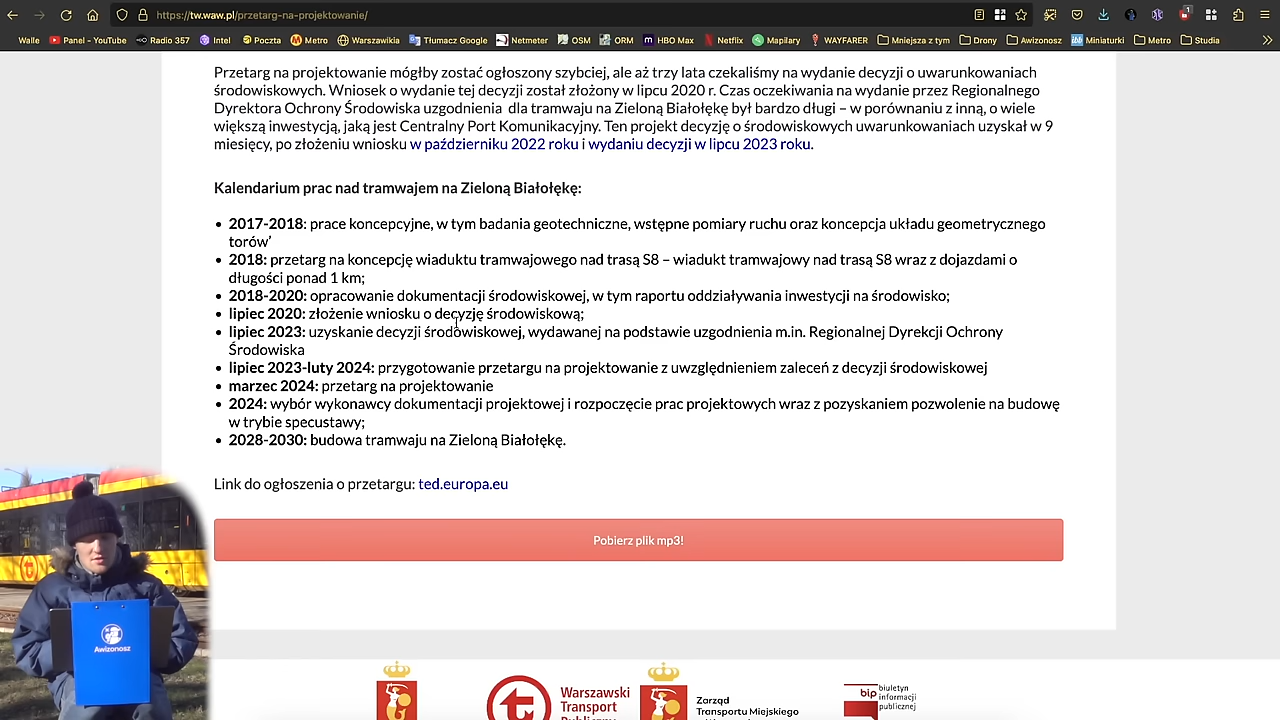 https://tw.waw.pl/przetarg-na-projektowanie/
1
Walle Panel - YouTube Radio 357 Intel Poczta Metro Warszawikia Tłumacz Google Netmeter OSM ORM HBO Max Netflix Mapilary WAYFARER Mniejsza z tym Drony Awizonosz Miniaturki Metro Studia
Przetarg na projektowanie mógłby zostać ogłoszony szybciej, ale aż trzy lata czekaliśmy na wydanie decyzji o uwarunkowaniach
środowiskowych. Wniosek o wydanie tej decyzji został złożony w lipcu 2020 r. Czas oczekiwania na wydanie przez Regionalnego
Dyrektora Ochrony Środowiska uzgodnienia dla tramwaju na Zieloną Białołękę był bardzo długi – w porównaniu z inną, o wiele
większą inwestycją, jaką jest Centralny Port Komunikacyjny. Ten projekt decyzję o środowiskowych uwarunkowaniach uzyskał w 9
miesięcy, po złożeniu wniosku w październiku 2022 roku i wydaniu decyzji w lipcu 2023 roku.
Kalendarium prac nad tramwajem na Zieloną Białołękę:
• 2017-2018: prace koncepcyjne, w tym badania geotechniczne, wstępne pomiary ruchu oraz koncepcja układu geometrycznego
torów’
• 2018: przetarg na koncepcję wiaduktu tramwajowego nad trasą S8 – wiadukt tramwajowy nad trasą S8 wraz z dojazdami o
długości ponad 1 km;
• 2018-2020: opracowanie dokumentacji środowiskowej, w tym raportu oddziaływania inwestycji na środowisko;
• lipiec 2020: złożenie wniosku o decyzję środowiskową;
• lipiec 2023: uzyskanie decyzji środowiskowej, wydawanej na podstawie uzgodnienia m.in. Regionalnej Dyrekcji Ochrony
Środowiska
• lipiec 2023-luty 2024: przygotowanie przetargu na projektowanie z uwzględnieniem zaleceń z decyzji środowiskowej
• marzec 2024: przetarg na projektowanie
• 2024: wybór wykonawcy dokumentacji projektowej i rozpoczęcie prac projektowych wraz z pozyskaniem pozwolenie na budowę
w trybie specustawy;
• 2028-2030: budowa tramwaju na Zieloną Białołękę.
Link do ogłoszenia o przetargu: ted.europa.eu
Pobierz plik mp3!
Awizonosz
Warszawski
Transport
Zarząd
Transportu Miejskiego
bip
biuletyn
informacji
publicznej